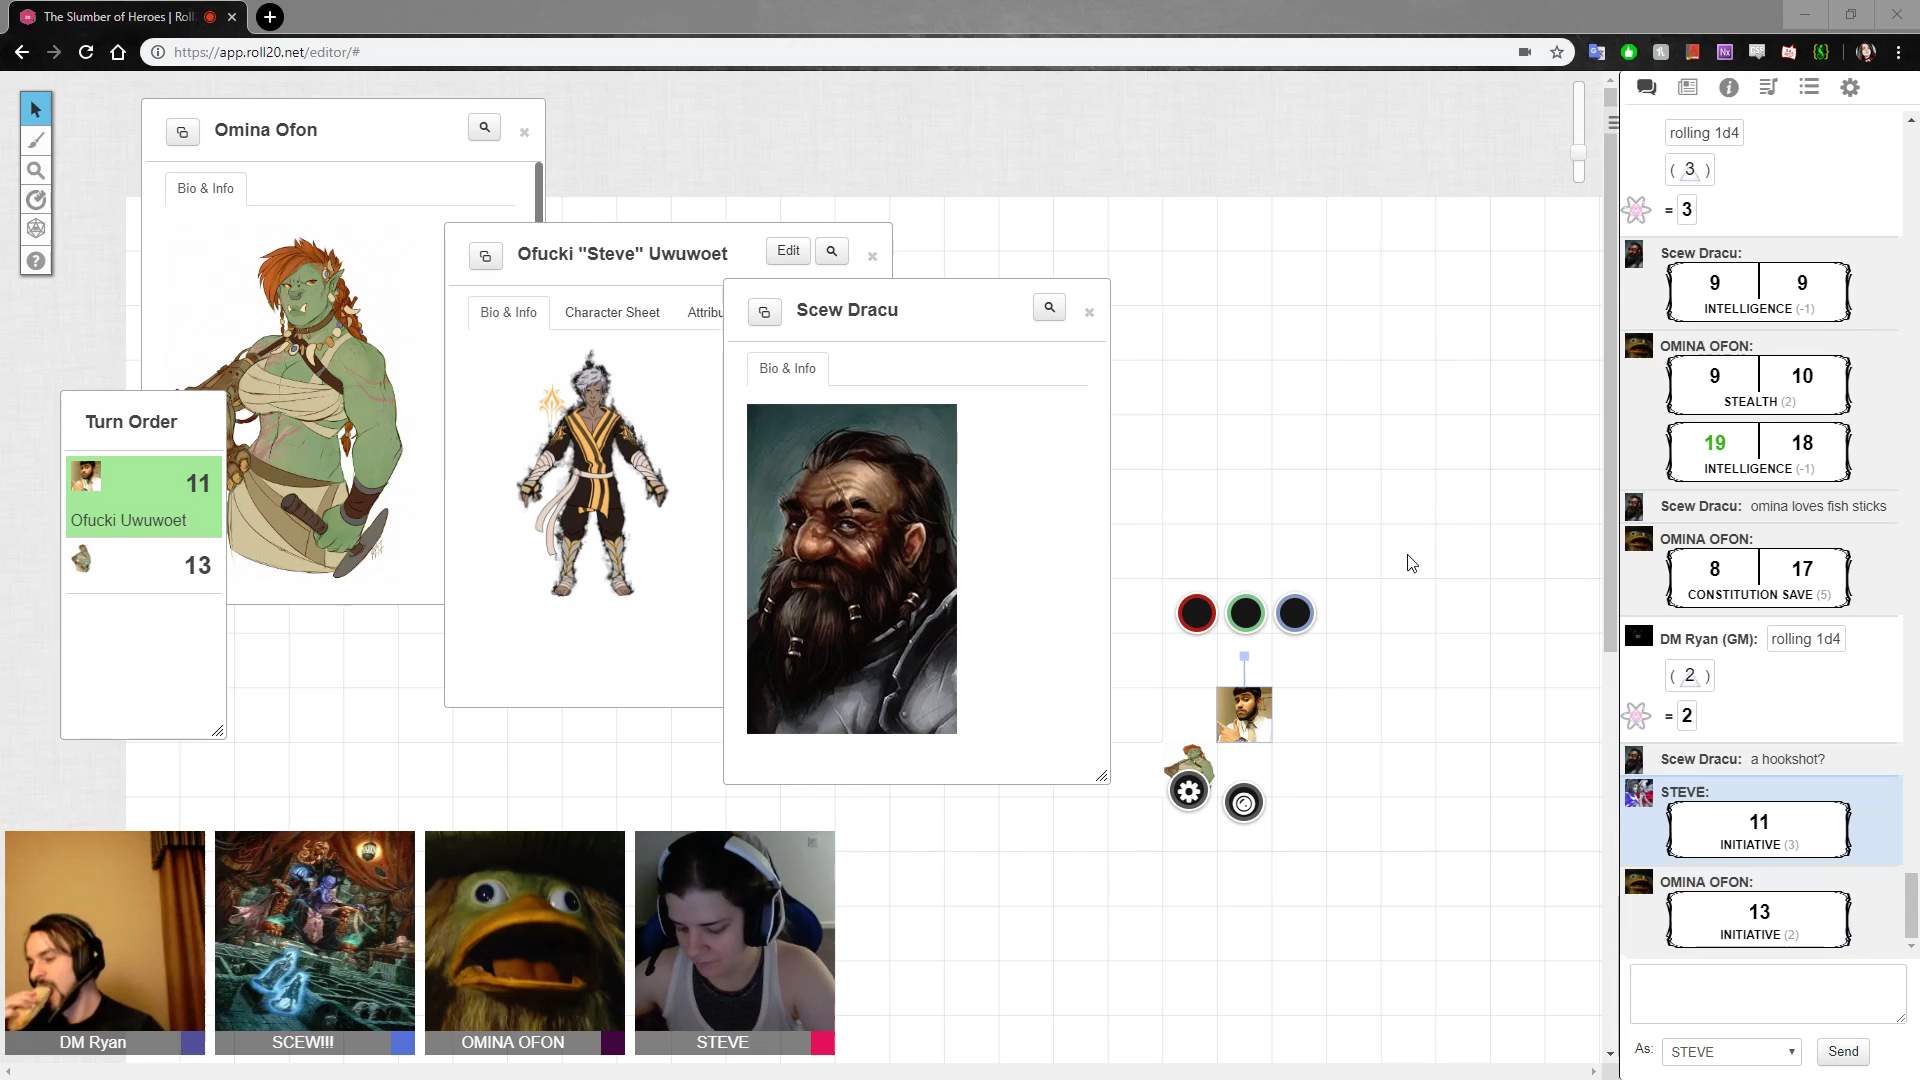 The Slumber of Heroes | Roll
https://app.roll20.net/editor/#
Omina Ofon
Bio & Info
Ofucki "Steve" Uwuwoet
Edit
Bio & Info
Character Sheet
Attribu
Scew Dracu
Bio & Info
Turn Order
11
Ofucki Uwuwoet
13
DM Ryan
SCEW!!!
OMINA OFON
STEVE
rolling 1d4
( 3 )
= 3
Scew Dracu:
9 9
INTELLIGENCE (-1)
OMINA OFON:
9 10
STEALTH (2)
19 18
INTELLIGENCE (-1)
Scew Dracu: omina loves fish sticks
OMINA OFON:
8 17
CONSTITUTION SAVE (5)
DM Ryan (GM): rolling 1d4
( 2 )
= 2
Scew Dracu: a hookshot?
STEVE:
11
INITIATIVE (3)
OMINA OFON:
13
INITIATIVE (2)
As: STEVE
Send